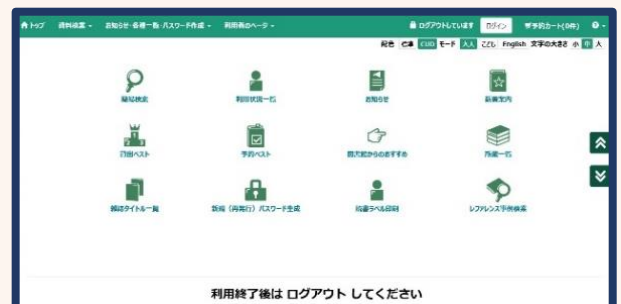 トップ 資料検索 お知らせ・各種一覧 パスワード作成 利用者のページ ログアウトしています ログイン 予約カート(0件)
配色 標準 CUD モード 大人 こども English 文字の大きさ 小 中 大
簡易検索 利用状況一覧 お知らせ 新着案内
貸出ベスト 予約ベスト 図書館からのおすすめ 所蔵一覧
雑誌タイトル一覧 新規(再発行)パスワード生成 背ラベル印刷 レファレンス事例検索
利用終了後は ログアウト してください